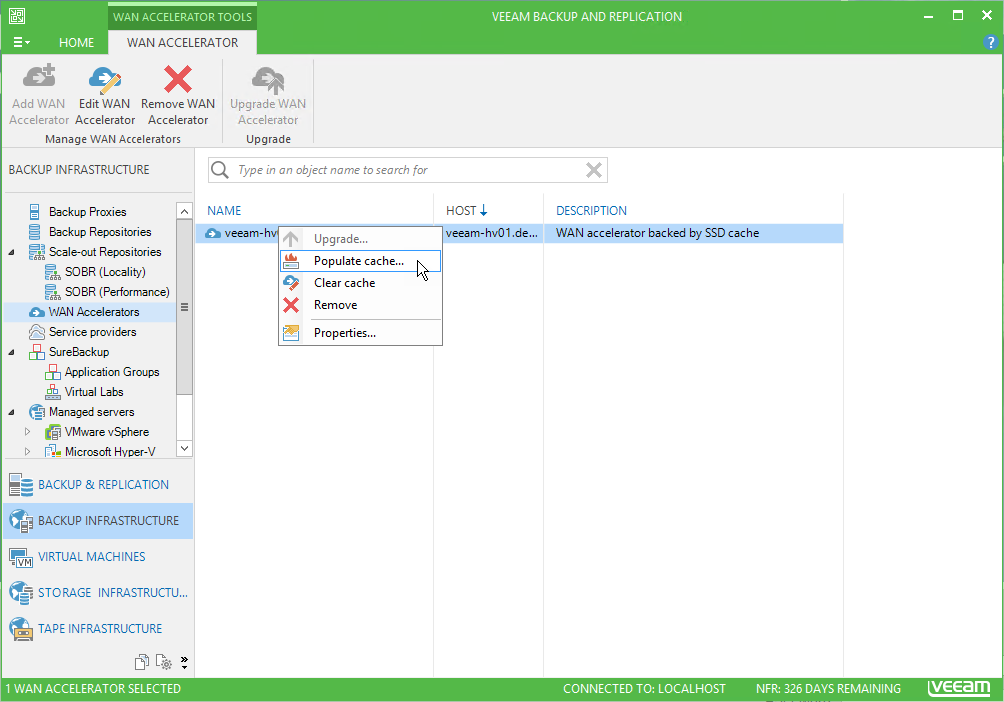 WAN ACCELERATOR TOOLS
VEEAM BACKUP AND REPLICATION
HOME
WAN ACCELERATOR
?
Add WAN Accelerator
Edit WAN Accelerator
Remove WAN Accelerator
Upgrade WAN Accelerator
Manage WAN Accelerators
Upgrade
BACKUP INFRASTRUCTURE
Backup Proxies
Backup Repositories
Scale-out Repositories
SOBR (Locality)
SOBR (Performance)
WAN Accelerators
Service providers
SureBackup
Application Groups
Virtual Labs
Managed servers
VMware vSphere
Microsoft Hyper-V
BACKUP & REPLICATION
BACKUP INFRASTRUCTURE
VM
VIRTUAL MACHINES
STORAGE INFRASTRUCTU...
TAPE INFRASTRUCTURE
Type in an object name to search for
NAME
HOST
DESCRIPTION
veeam-hv
veeam-hv01.de...
WAN accelerator backed by SSD cache
Upgrade...
Populate cache...
Clear cache
Remove
Properties...
1 WAN ACCELERATOR SELECTED
CONNECTED TO: LOCALHOST
NFR: 326 DAYS REMAINING
veeam